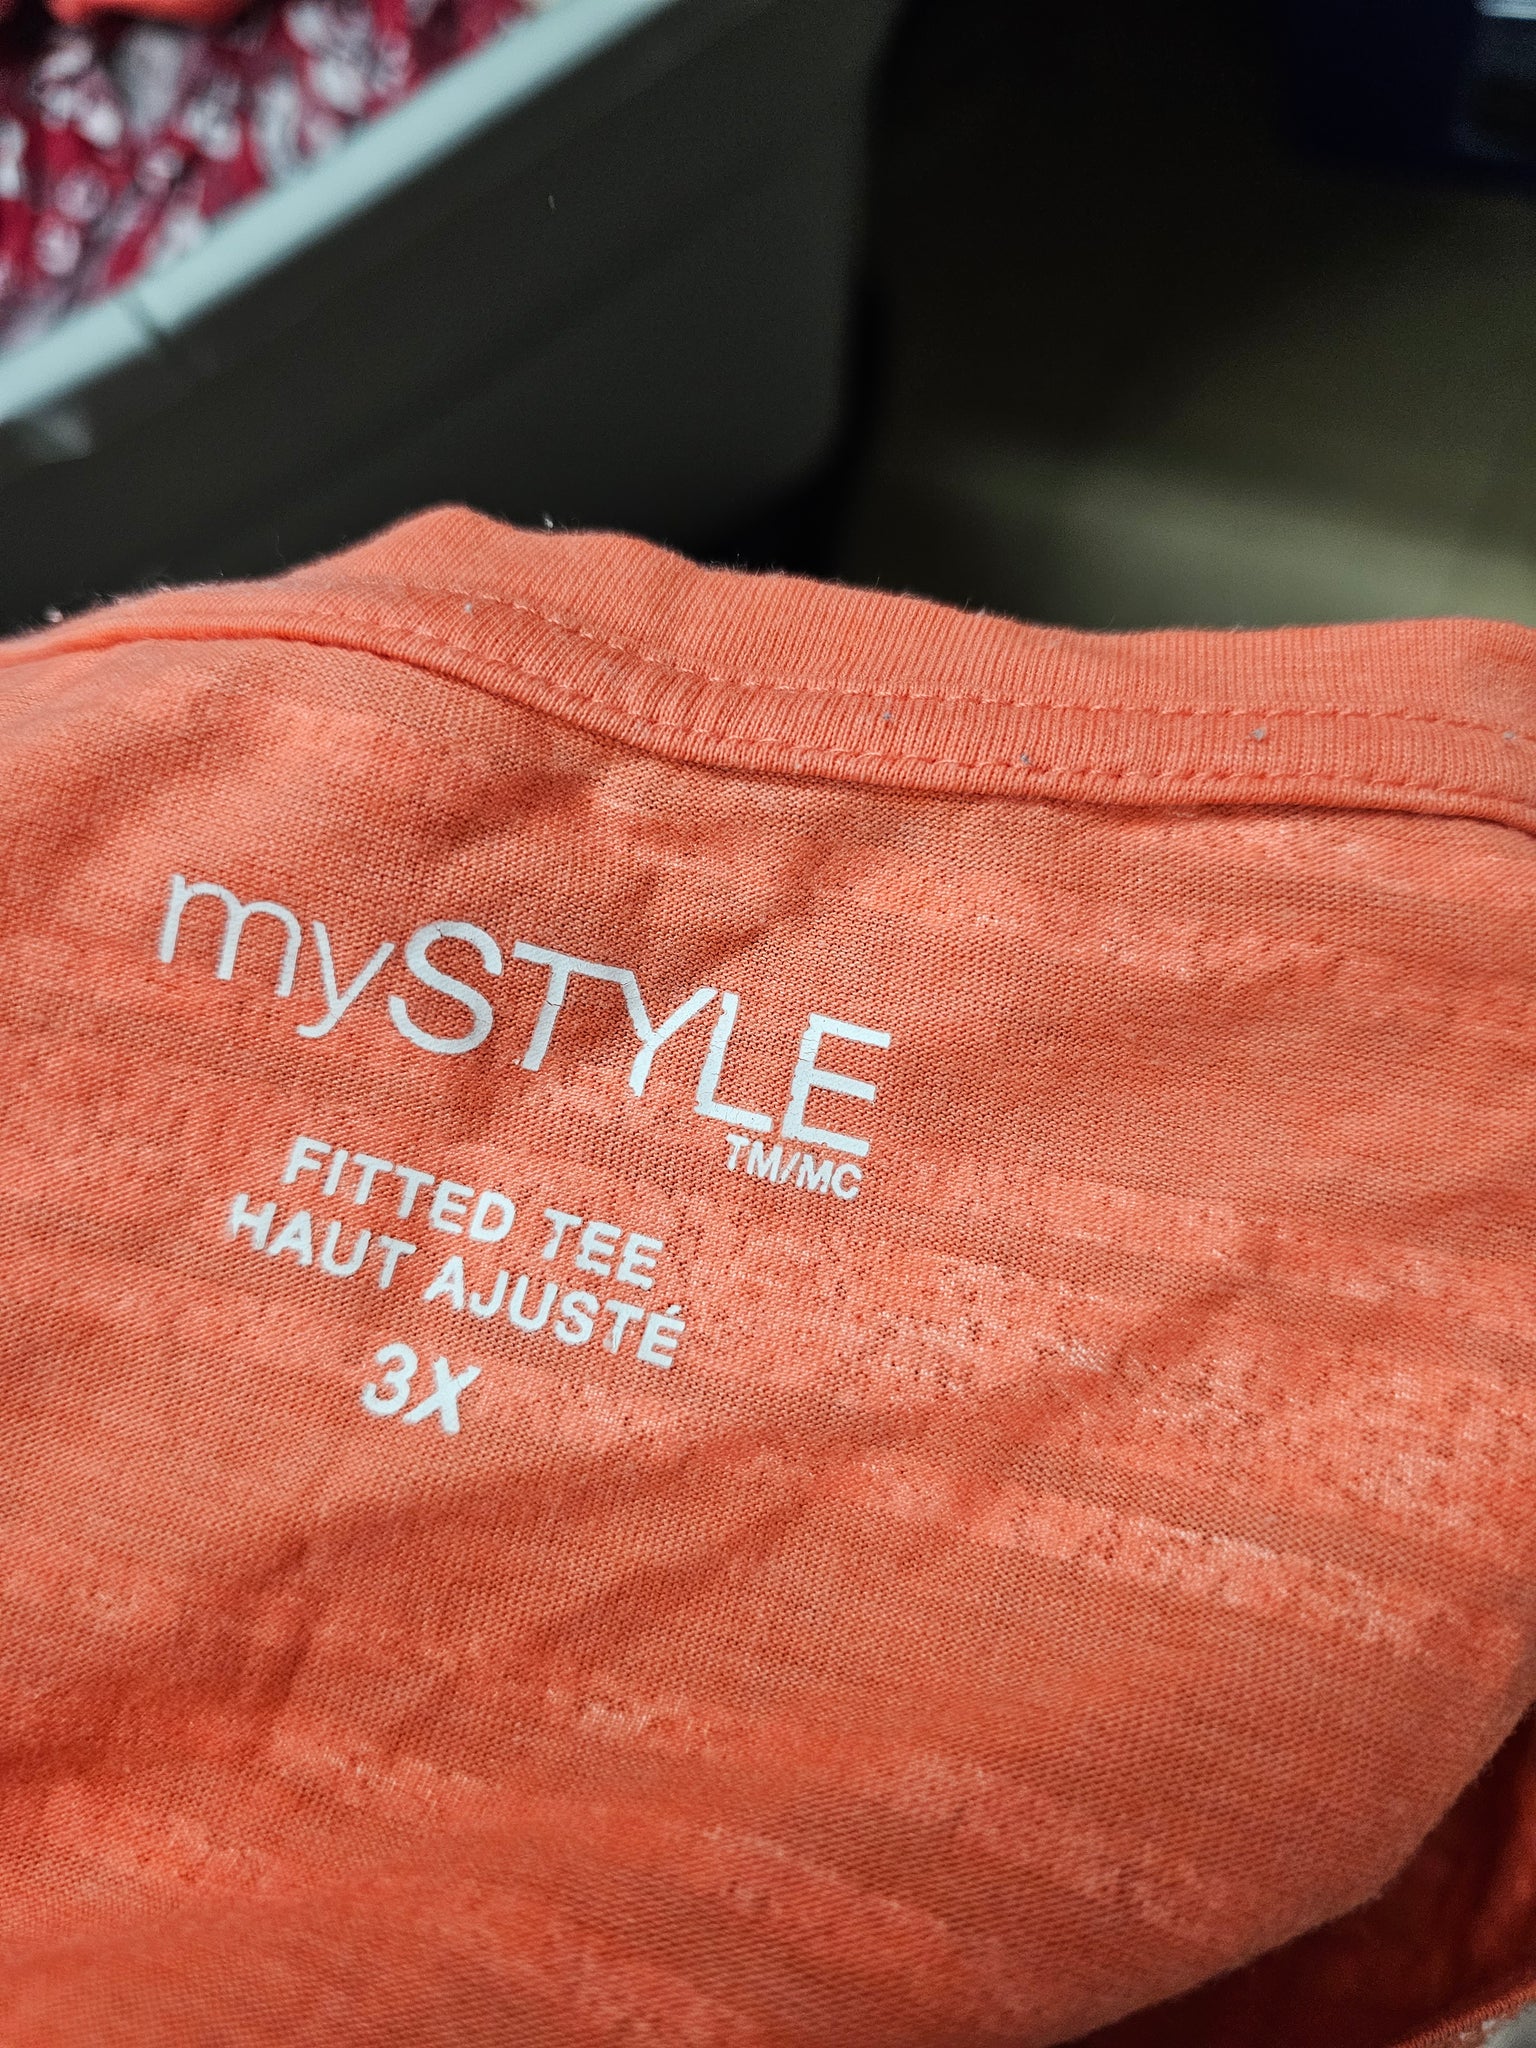 mySTYLE
TM/MC
FITTED TEE
HAUT AJUSTÉ
3X